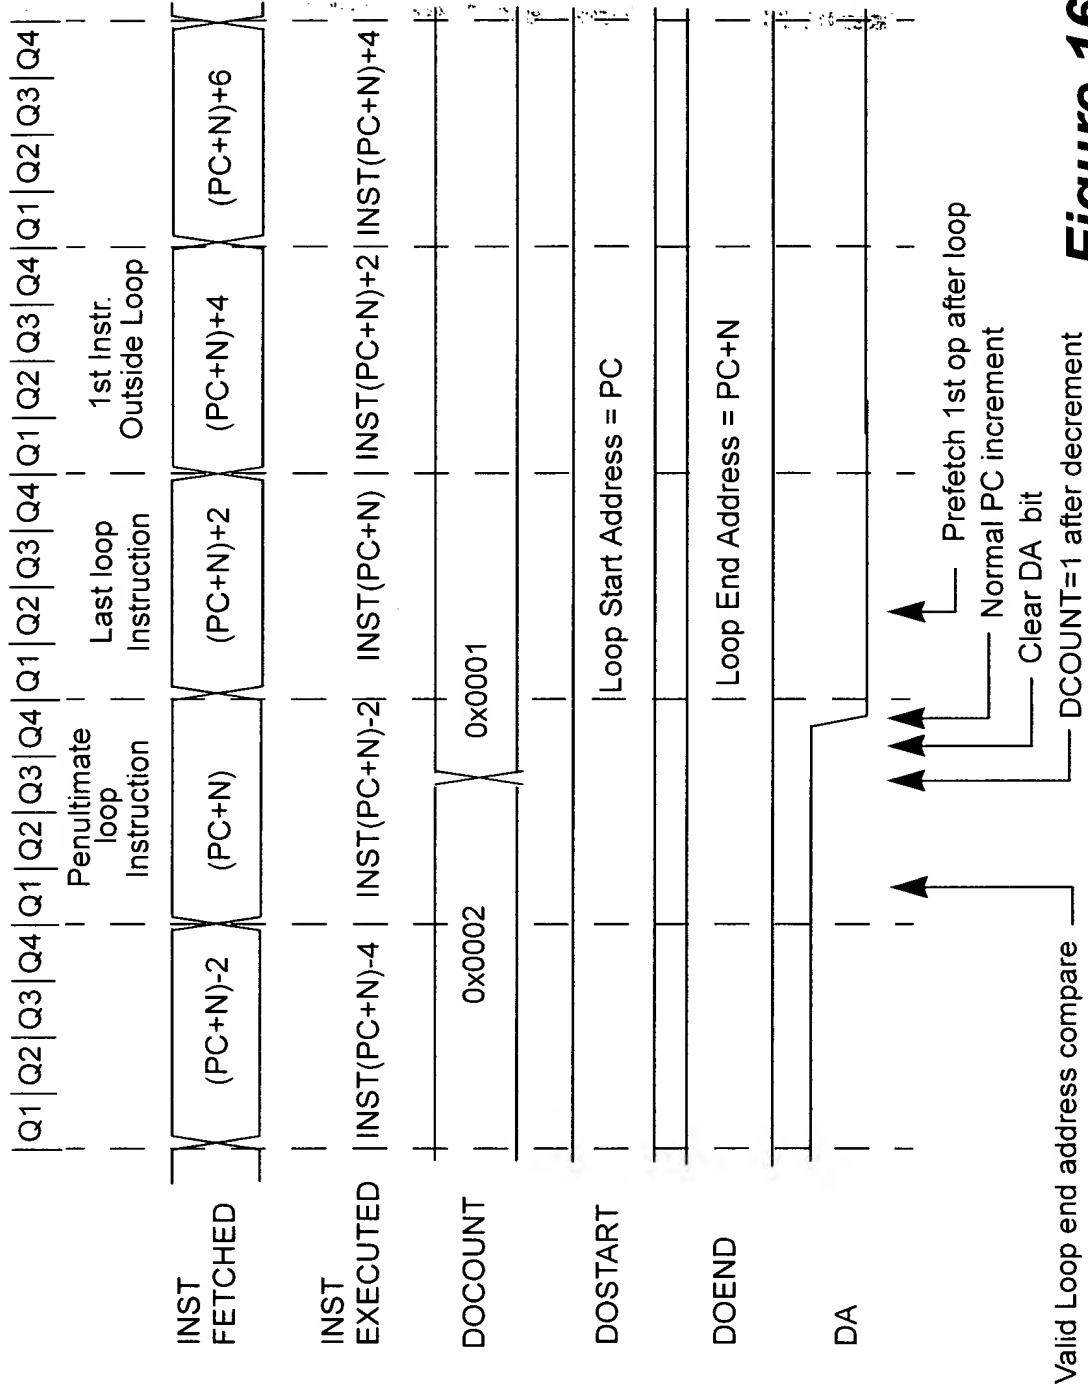 Q1|Q2|Q3|Q4|Q1|Q2|Q3|Q4|Q1|Q2|Q3|Q4|Q1|Q2|Q3|Q4|Q1|Q2|Q3|Q4
Penultimate
loop
Instruction
Last loop
Instruction
1st Instr.
Outside Loop
INST
FETCHED
(PC+N)-2
(PC+N)
(PC+N)+2
(PC+N)+4
(PC+N)+6
INST
EXECUTED
INST(PC+N)-4
INST(PC+N)-2
INST(PC+N)
INST(PC+N)+2
INST(PC+N)+4
DOCOUNT
0x0002
0x0001
DOSTART
Loop Start Address = PC
DOEND
Loop End Address = PC+N
DA
Prefetch 1st op after loop
Normal PC increment
Clear DA bit
DCOUNT=1 after decrement
Valid Loop end address compare
Figure 16